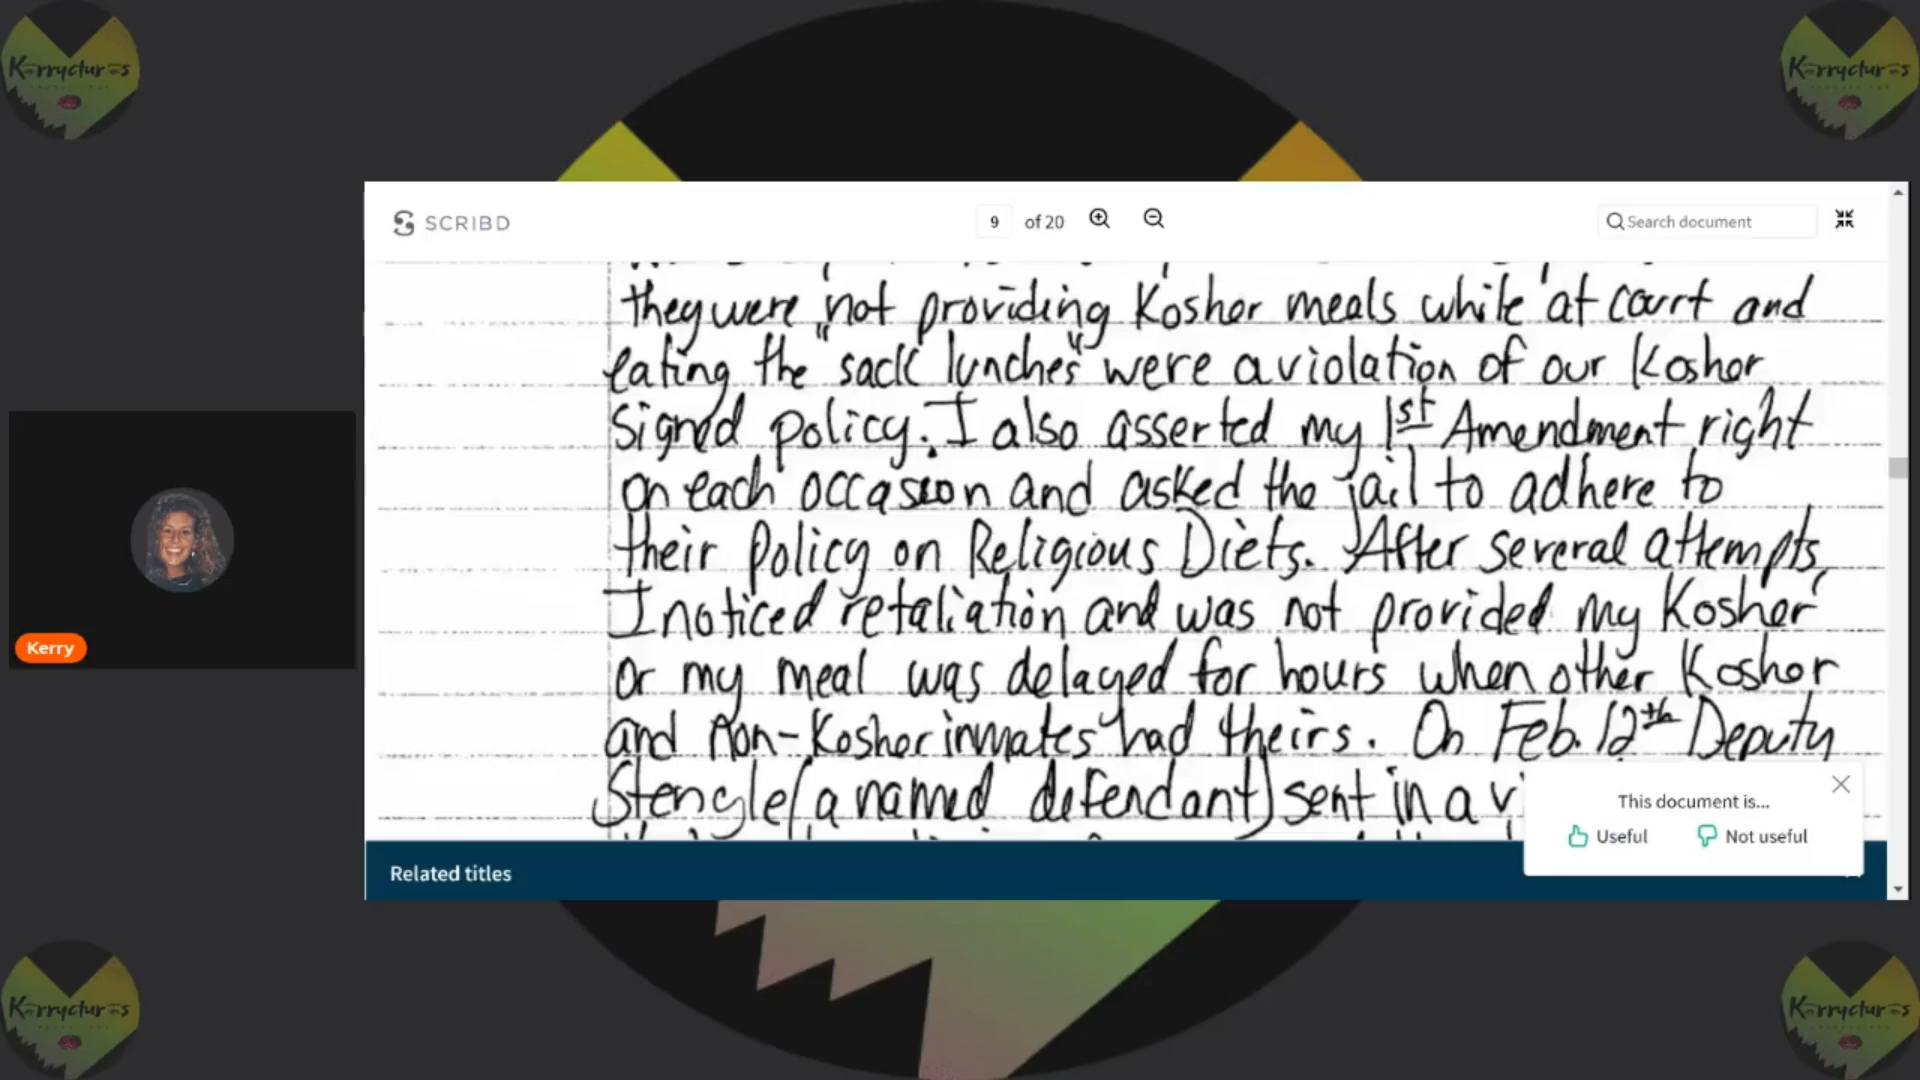 Kerryctures
Kerryctures
SCRIBD
9 of 20
Search document
they were not providing Kosher meals while at court and
eating the "sack lunches" were a violation of our Kosher
signed policy. I also asserted my 1st Amendment right
on each occasion and asked the jail to adhere to
their policy on Religious Diets. After several attempts,
I noticed retaliation and was not provided my Kosher
or my meal was delayed for hours when other Kosher
and Non-Kosher inmates had theirs. On Feb. 12th Deputy
Stengle (a named defendant) sent in a
Kerry
This document is...
Useful Not useful
Related titles
Kerryctures
Kerryctures